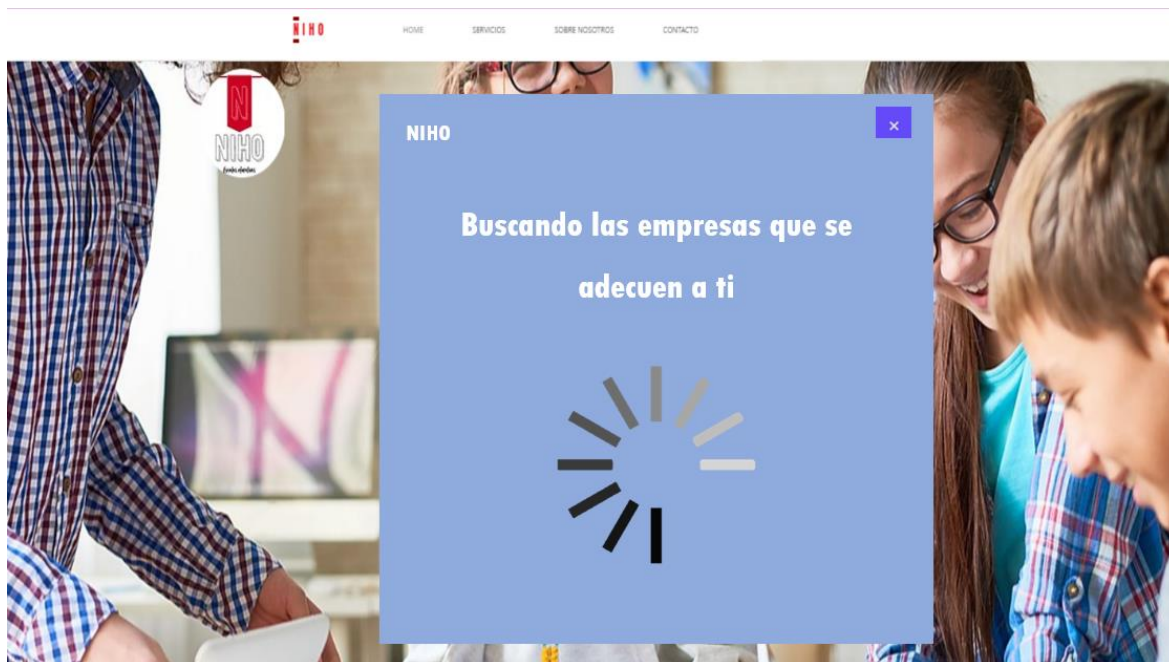 NIHO
HOME
SERVICIOS
SOBRE NOSOTROS
CONTACTO
N
NIHO
NIHO
×
Buscando las empresas que se
adecuen a ti